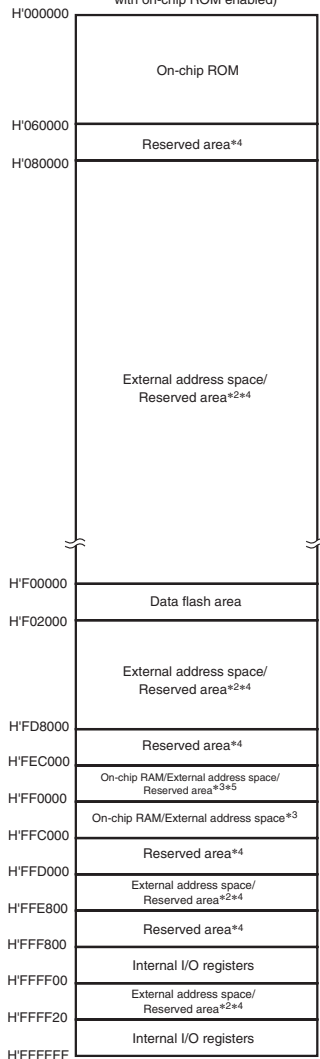 with on-chip ROM enabled)
H'000000
On-chip ROM
H'060000
Reserved area*4
H'080000
External address space/
Reserved area*2*4
H'F00000
Data flash area
H'F02000
External address space/
Reserved area*2*4
H'FD8000
Reserved area*4
H'FEC000
On-chip RAM/External address space/
Reserved area*3*5
H'FF0000
On-chip RAM/External address space*3
H'FFC000
Reserved area*4
H'FFD000
External address space/
Reserved area*2*4
H'FFE800
Reserved area*4
H'FFF800
Internal I/O registers
H'FFFF00
External address space/
Reserved area*2*4
H'FFFF20
Internal I/O registers
H'FFFFFF